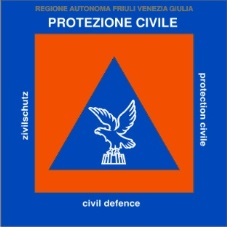 REGIONE AUTONOMA FRIULI VENEZIA GIULIA
PROTEZIONE CIVILE
zivilschutz
protection civile
civil defence